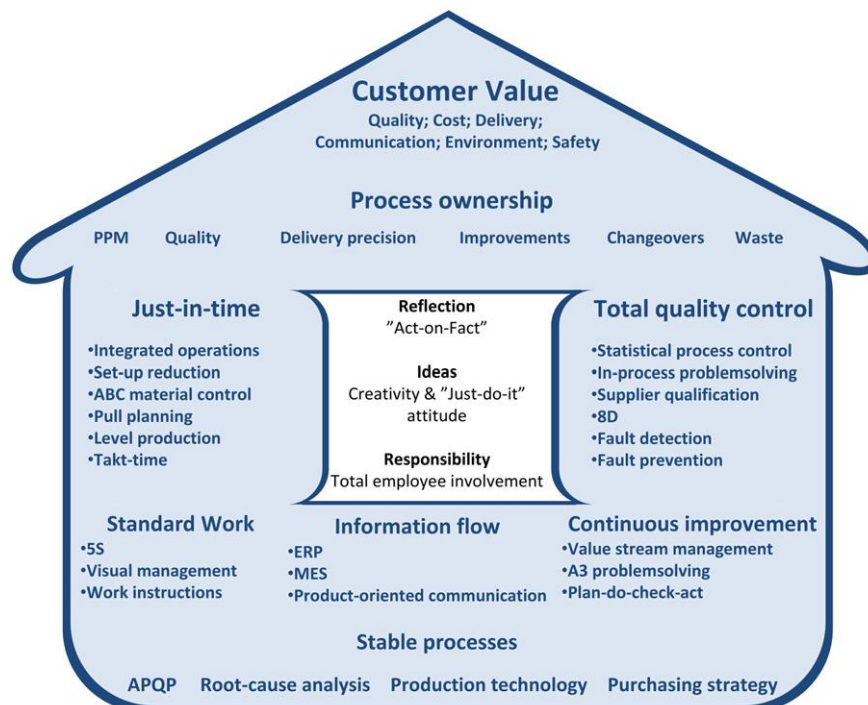 Customer Value
Quality; Cost; Delivery;
Communication; Environment; Safety
Process ownership
PPM Quality Delivery precision Improvements Changeovers Waste
Just-in-time
•Integrated operations
•Set-up reduction
•ABC material control
•Pull planning
•Level production
•Takt-time
Reflection
”Act-on-Fact”
Ideas
Creativity & ”Just-do-it”
attitude
Responsibility
Total employee involvement
Total quality control
•Statistical process control
•In-process problemsolving
•Supplier qualification
•8D
•Fault detection
•Fault prevention
Standard Work
•5S
•Visual management
•Work instructions
Information flow
•ERP
•MES
•Product-oriented communication
Continuous improvement
•Value stream management
•A3 problemsolving
•Plan-do-check-act
Stable processes
APQP Root-cause analysis Production technology Purchasing strategy